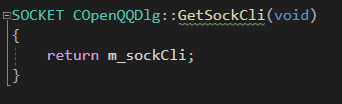 SOCKET COpenQQDlg::GetSockCli(void)
{
    return m_sockCli;
}